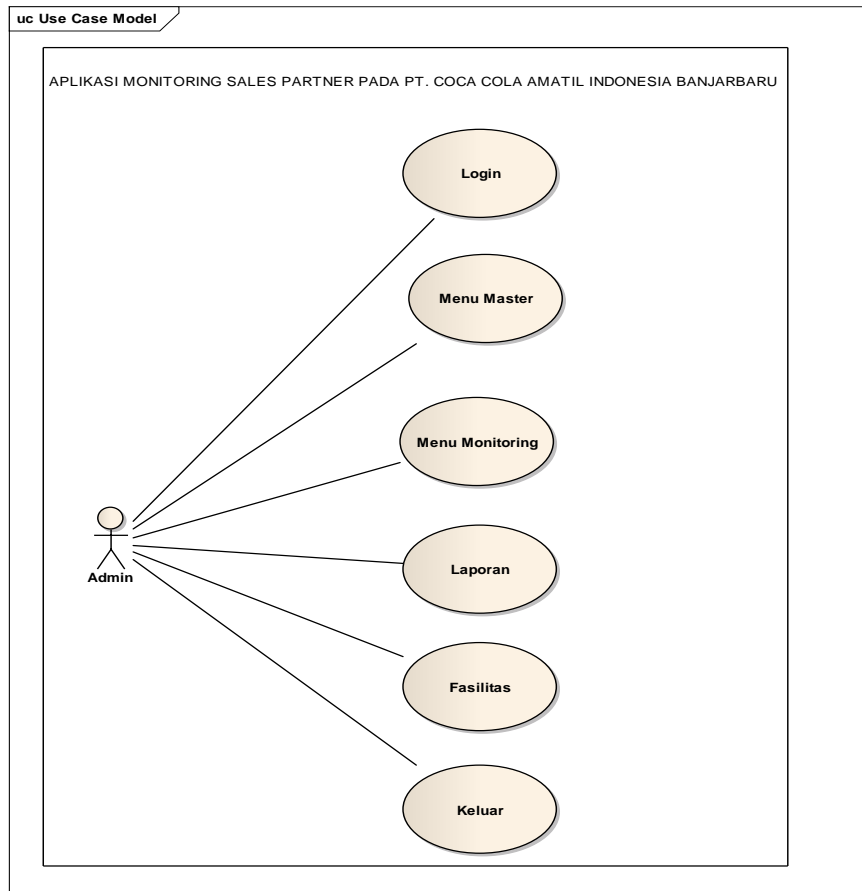 uc Use Case Model
APLIKASI MONITORING SALES PARTNER PADA PT. COCA COLA AMATIL INDONESIA BANJARBARU
Login
Menu Master
Menu Monitoring
Laporan
Admin
Fasilitas
Keluar